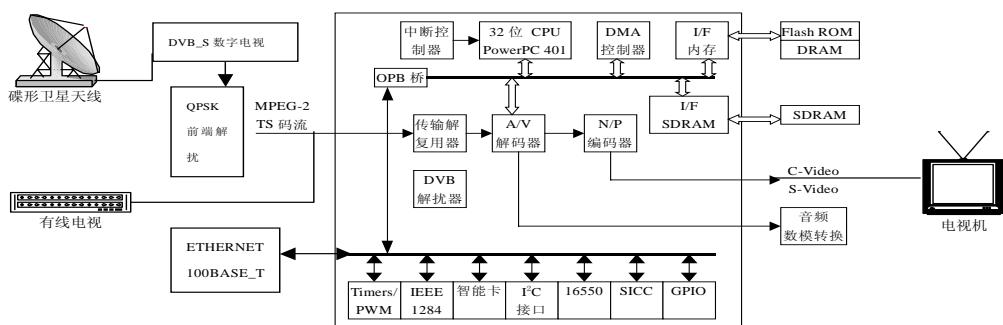 DVB_S 数字电视
碟形卫星天线
QPSK
前端解
扰
MPEG-2
TS 码流
有线电视
ETHERNET
100BASE_T
中断控
制器
32 位 CPU
PowerPC 401
DMA
控制器
I/F
内存
Flash ROM
DRAM
OPB 桥
I/F
SDRAM
SDRAM
传输解
复用器
A/V
解码器
N/P
编码器
DVB
解扰器
C-Video
S-Video
音频
数模转换
电视机
Timers/
PWM
IEEE
1284
智能卡
I²C
接口
16550
SICC
GPIO